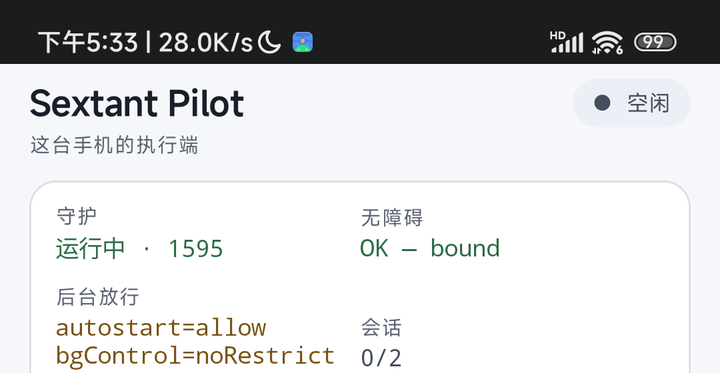 下午5:33 | 28.0K/s
HD 6 99
Sextant Pilot
空闲
这台手机的执行端
守护
运行中 · 1595
无障碍
OK — bound
后台放行
autostart=allow
bgControl=noRestrict
会话
0/2